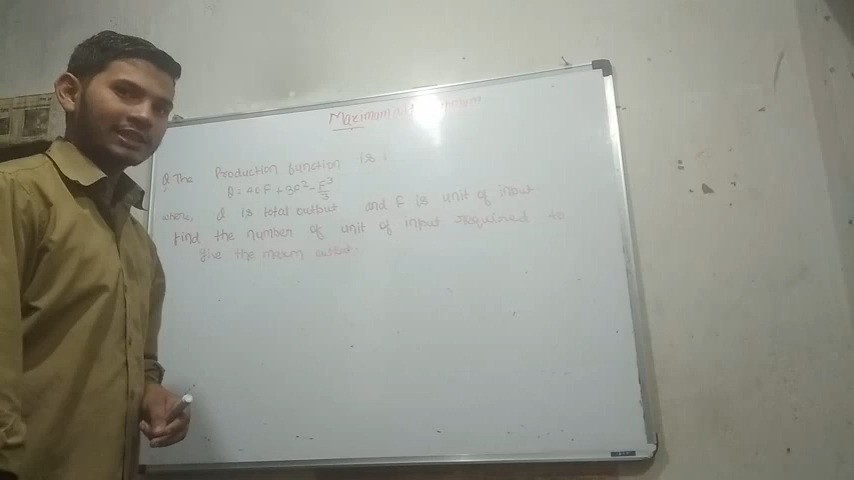 Maximum
Q The Production function is:
Q = 40F + 3F² - F³/3
where, Q is total output and F is unit of input
Find the number of unit of input required to
give the output.